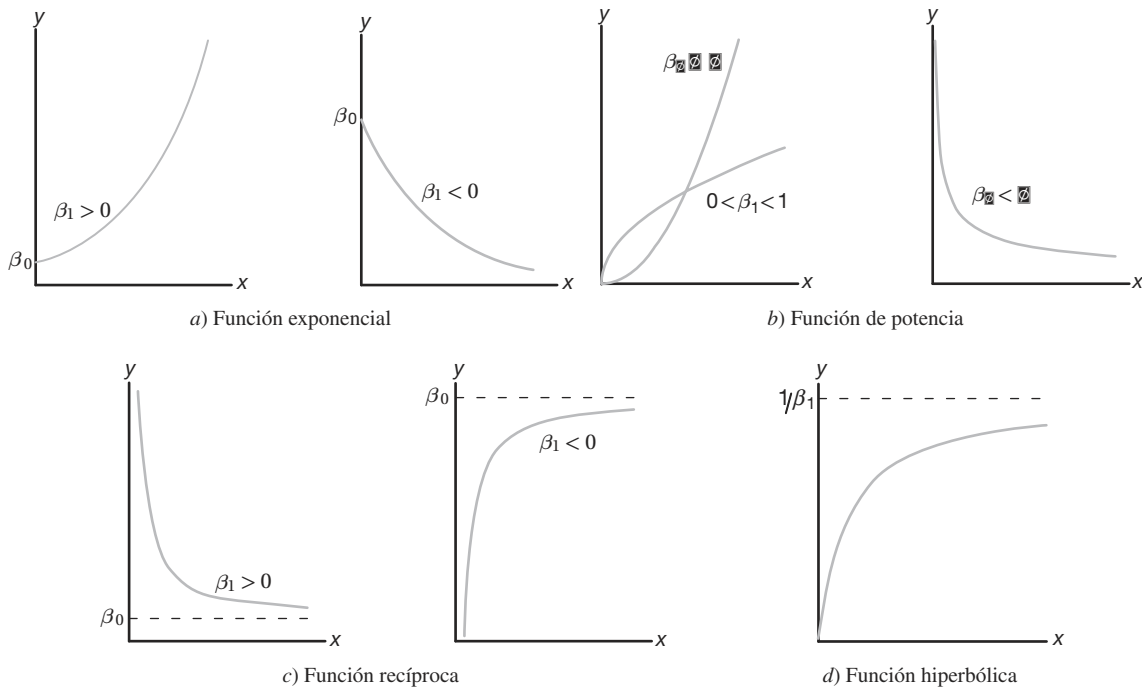 y
β0
β1 > 0
x
y
β0
β1 < 0
x
a) Función exponencial
y
β
0 < β1 < 1
x
y
β <
x
b) Función de potencia
y
β0
β1 > 0
x
y
β0
β1 < 0
x
c) Función recíproca
y
1/β1
x
d) Función hiperbólica